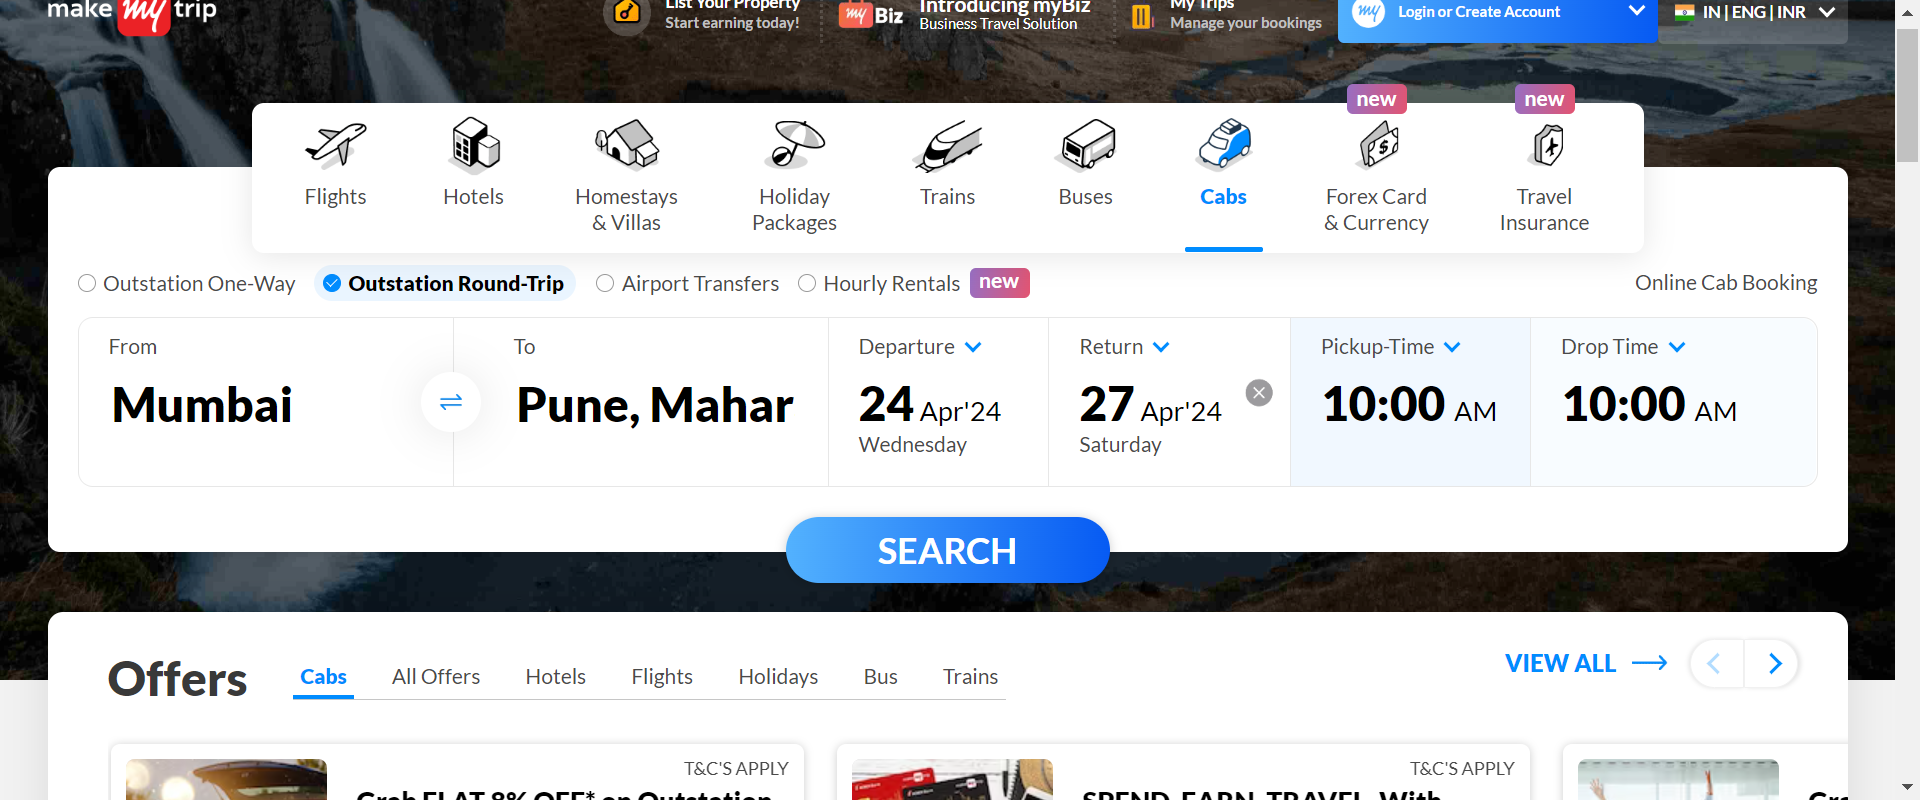 make my trip
List Your Property
Start earning today!
my Biz
Introducing myBiz
Business Travel Solution
My Trips
Manage your bookings
my
Login or Create Account
IN | ENG | INR
new
new
Flights
Hotels
Homestays
& Villas
Holiday
Packages
Trains
Buses
Cabs
Forex Card
& Currency
Travel
Insurance
Outstation One-Way
Outstation Round-Trip
Airport Transfers
Hourly Rentals
new
Online Cab Booking
From
Mumbai
To
Pune, Mahar
Departure
24 Apr'24
Wednesday
Return
27 Apr'24
Saturday
Pickup-Time
10:00 AM
Drop Time
10:00 AM
SEARCH
Offers
Cabs
All Offers
Hotels
Flights
Holidays
Bus
Trains
VIEW ALL
T&C'S APPLY
Grab FLAT 8% OFF* on Outstation
T&C'S APPLY
SPEND, EARN, TRAVEL, With